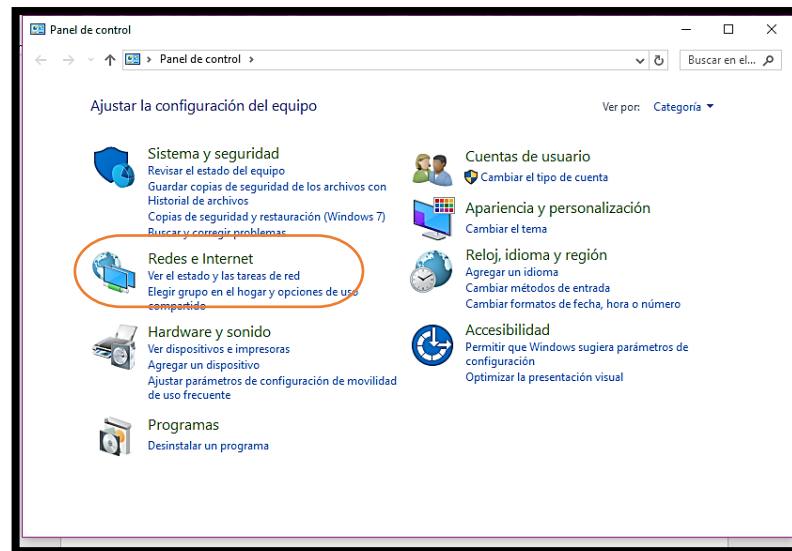 Panel de control
Panel de control
Buscar en el...
Ajustar la configuración del equipo
Ver por: Categoría
Sistema y seguridad
Revisar el estado del equipo
Guardar copias de seguridad de los archivos con
Historial de archivos
Copias de seguridad y restauración (Windows 7)
Buscar y corregir problemas
Redes e Internet
Ver el estado y las tareas de red
Elegir grupo en el hogar y opciones de uso
compartido
Hardware y sonido
Ver dispositivos e impresoras
Agregar un dispositivo
Ajustar parámetros de configuración de movilidad
de uso frecuente
Programas
Desinstalar un programa
Cuentas de usuario
Cambiar el tipo de cuenta
Apariencia y personalización
Cambiar el tema
Reloj, idioma y región
Agregar un idioma
Cambiar métodos de entrada
Cambiar formatos de fecha, hora o número
Accesibilidad
Permitir que Windows sugiera parámetros de
configuración
Optimizar la presentación visual